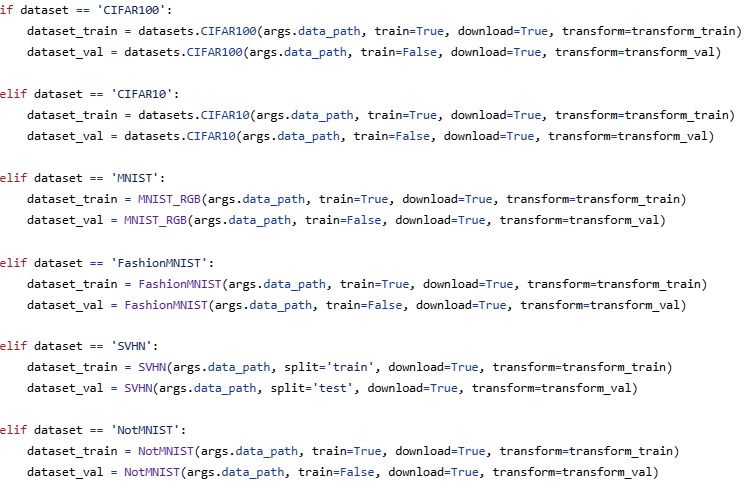 if dataset == 'CIFAR100':
    dataset_train = datasets.CIFAR100(args.data_path, train=True, download=True, transform=transform_train)
    dataset_val = datasets.CIFAR100(args.data_path, train=False, download=True, transform=transform_val)

elif dataset == 'CIFAR10':
    dataset_train = datasets.CIFAR10(args.data_path, train=True, download=True, transform=transform_train)
    dataset_val = datasets.CIFAR10(args.data_path, train=False, download=True, transform=transform_val)

elif dataset == 'MNIST':
    dataset_train = MNIST_RGB(args.data_path, train=True, download=True, transform=transform_train)
    dataset_val = MNIST_RGB(args.data_path, train=False, download=True, transform=transform_val)

elif dataset == 'FashionMNIST':
    dataset_train = FashionMNIST(args.data_path, train=True, download=True, transform=transform_train)
    dataset_val = FashionMNIST(args.data_path, train=False, download=True, transform=transform_val)

elif dataset == 'SVHN':
    dataset_train = SVHN(args.data_path, split='train', download=True, transform=transform_train)
    dataset_val = SVHN(args.data_path, split='test', download=True, transform=transform_val)

elif dataset == 'NotMNIST':
    dataset_train = NotMNIST(args.data_path, train=True, download=True, transform=transform_train)
    dataset_val = NotMNIST(args.data_path, train=False, download=True, transform=transform_val)